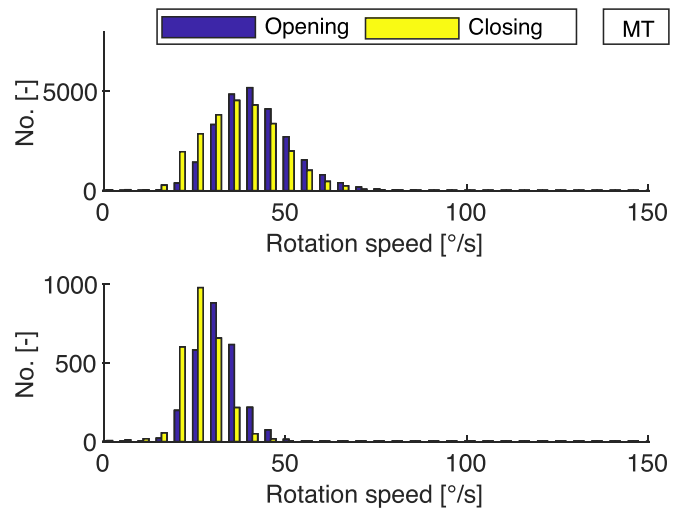 Opening Closing MT
No. [-]
5000
0
0 50 100 150
Rotation speed [°/s]
No. [-]
1000
500
0
0 50 100 150
Rotation speed [°/s]